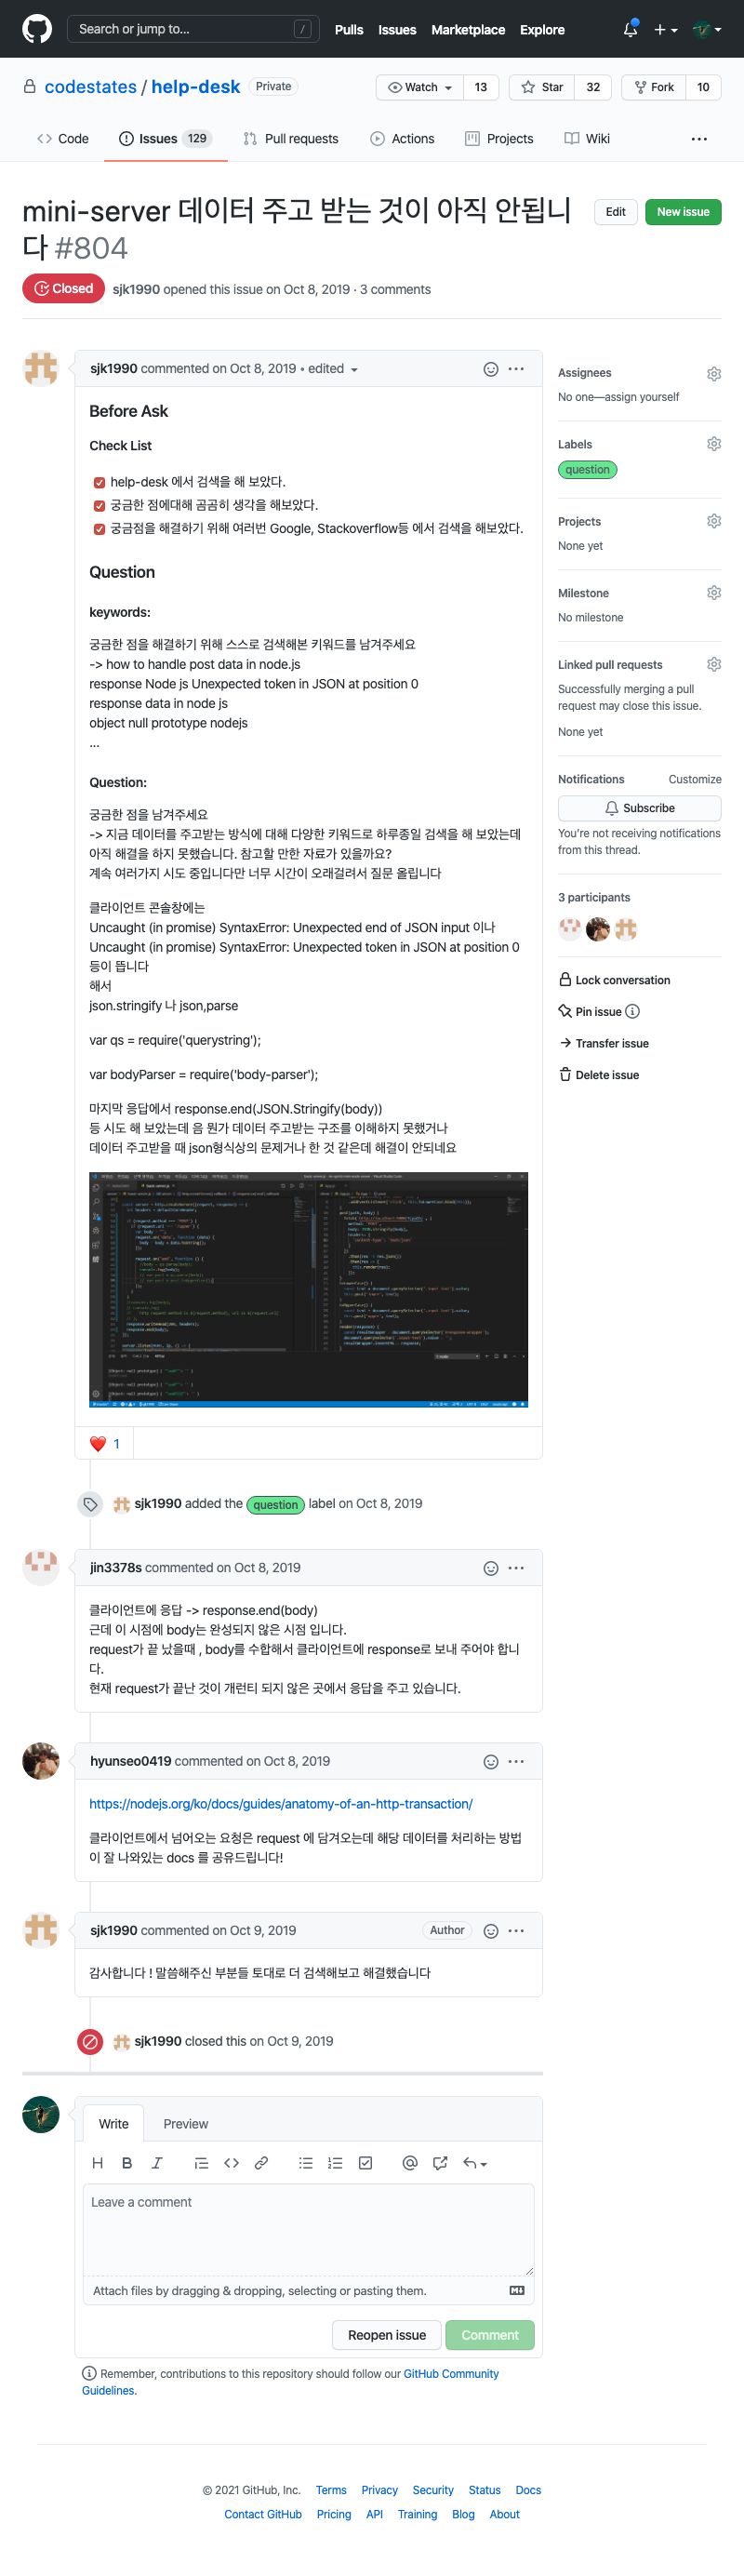 Search or jump to... /
Pulls Issues Marketplace Explore
codestates / help-desk Private
Watch 13 Star 32 Fork 10
Code Issues 129 Pull requests Actions Projects Wiki
mini-server 데이터 주고 받는 것이 아직 안됩니
다 #804
Edit New issue
Closed sjk1990 opened this issue on Oct 8, 2019 · 3 comments
sjk1990 commented on Oct 8, 2019 • edited
Before Ask
Check List
help-desk 에서 검색을 해 보았다.
궁금한 점에대해 곰곰히 생각을 해보았다.
궁금점을 해결하기 위해 여러번 Google, Stackoverflow등 에서 검색을 해보았다.
Question
keywords:
궁금한 점을 해결하기 위해 스스로 검색해본 키워드를 남겨주세요
-> how to handle post data in node.js
response Node js Unexpected token in JSON at position 0
response data in node js
object null prototype nodejs
...
Question:
궁금한 점을 남겨주세요
-> 지금 데이터를 주고받는 방식에 대해 다양한 키워드로 하루종일 검색을 해 보았는데
아직 해결을 하지 못했습니다. 참고할 만한 자료가 있을까요?
계속 여러가지 시도 중입니다만 너무 시간이 오래걸려서 질문 올립니다
클라이언트 콘솔창에는
Uncaught (in promise) SyntaxError: Unexpected end of JSON input 이나
Uncaught (in promise) SyntaxError: Unexpected token in JSON at position 0
등이 뜹니다
해서
json.stringify 나 json,parse
var qs = require('querystring');
var bodyParser = require('body-parser');
마지막 응답에서 response.end(JSON.Stringify(body))
등 시도 해 보았는데 음 뭔가 데이터 주고받는 구조를 이해하지 못했거나
데이터 주고받을 때 json형식상의 문제거나 한 것 같은데 해결이 안되네요
1
sjk1990 added the question label on Oct 8, 2019
jin3378s commented on Oct 8, 2019
클라이언트에 응답 -> response.end(body)
근데 이 시점에 body는 완성되지 않은 시점 입니다.
request가 끝 났을때 , body를 수합해서 클라이언트에 response로 보내 주어야 합니
다.
현재 request가 끝난 것이 개런티 되지 않은 곳에서 응답을 주고 있습니다.
hyunseo0419 commented on Oct 8, 2019
https://nodejs.org/ko/docs/guides/anatomy-of-an-http-transaction/
클라이언트에서 넘어오는 요청은 request 에 담겨오는데 해당 데이터를 처리하는 방법
이 잘 나와있는 docs 를 공유드립니다!
sjk1990 commented on Oct 9, 2019 Author
감사합니다 ! 말씀해주신 부분들 토대로 더 검색해보고 해결했습니다
sjk1990 closed this on Oct 9, 2019
Write Preview
Leave a comment
Attach files by dragging & dropping, selecting or pasting them.
Reopen issue Comment
Remember, contributions to this repository should follow our GitHub Community
Guidelines.
Assignees
No one—assign yourself
Labels
question
Projects
None yet
Milestone
No milestone
Linked pull requests
Successfully merging a pull
request may close this issue.
None yet
Notifications Customize
Subscribe
You're not receiving notifications
from this thread.
3 participants
Lock conversation
Pin issue
Transfer issue
Delete issue
© 2021 GitHub, Inc. Terms Privacy Security Status Docs
Contact GitHub Pricing API Training Blog About